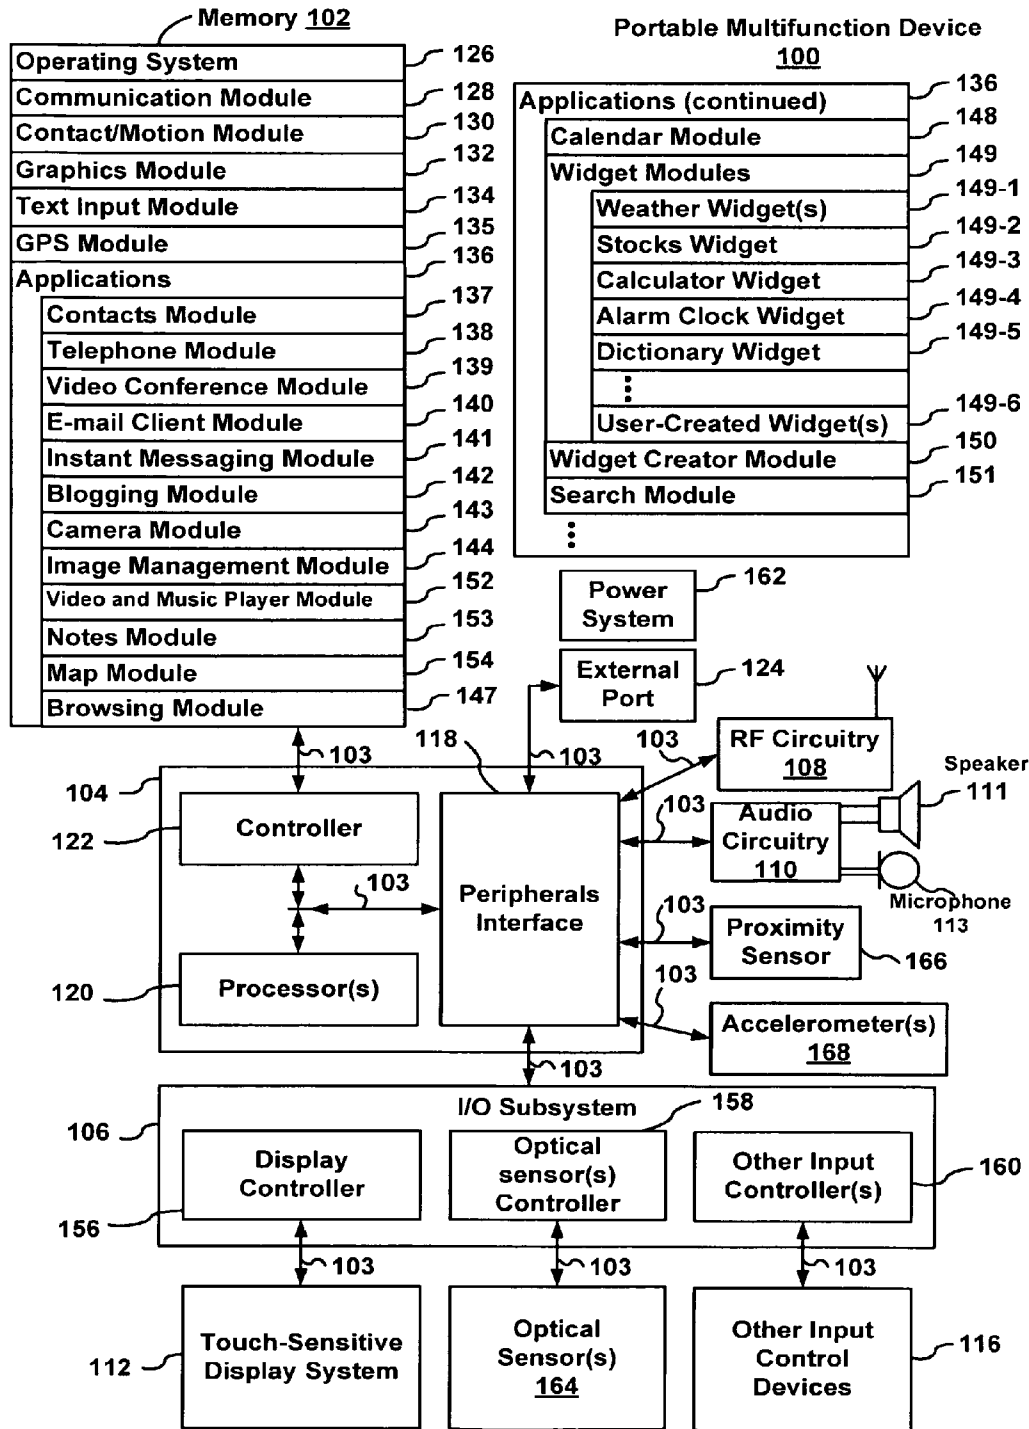 Memory 102
Operating System 126
Communication Module 128
Contact/Motion Module 130
Graphics Module 132
Text Input Module 134
GPS Module 135
Applications 136
Contacts Module 137
Telephone Module 138
Video Conference Module 139
E-mail Client Module 140
Instant Messaging Module 141
Blogging Module 142
Camera Module 143
Image Management Module 144
Video and Music Player Module 152
Notes Module 153
Map Module 154
Browsing Module 147
Portable Multifunction Device
100
Applications (continued) 136
Calendar Module 148
Widget Modules 149
Weather Widget(s) 149-1
Stocks Widget 149-2
Calculator Widget 149-3
Alarm Clock Widget 149-4
Dictionary Widget 149-5
User-Created Widget(s) 149-6
Widget Creator Module 150
Search Module 151
Power
System
162
External
Port
124
103
118
103
103
RF Circuitry
108
Speaker
111
104
122
Controller
103
Audio
Circuitry
110
103
Peripherals
Interface
Microphone
113
103
Proximity
Sensor
166
120
Processor(s)
103
Accelerometer(s)
168
103
I/O Subsystem
158
106
Display
Controller
156
Optical
sensor(s)
Controller
Other Input
Controller(s)
160
103
103
103
Touch-Sensitive
Display System
112
Optical
Sensor(s)
164
Other Input
Control
Devices
116